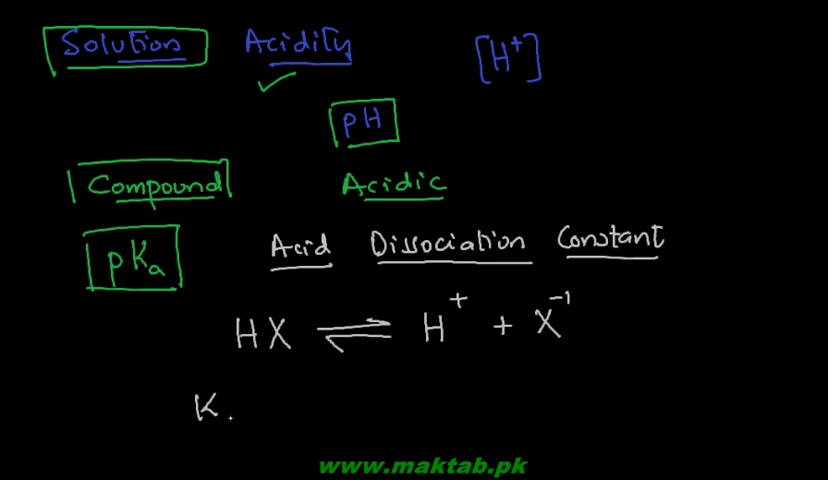 Solution Acidity [H⁺]
pH
Compound Acidic
pKₐ Acid Dissociation Constant
HX ⇌ H⁺ + X⁻¹
K.
www.maktab.pk